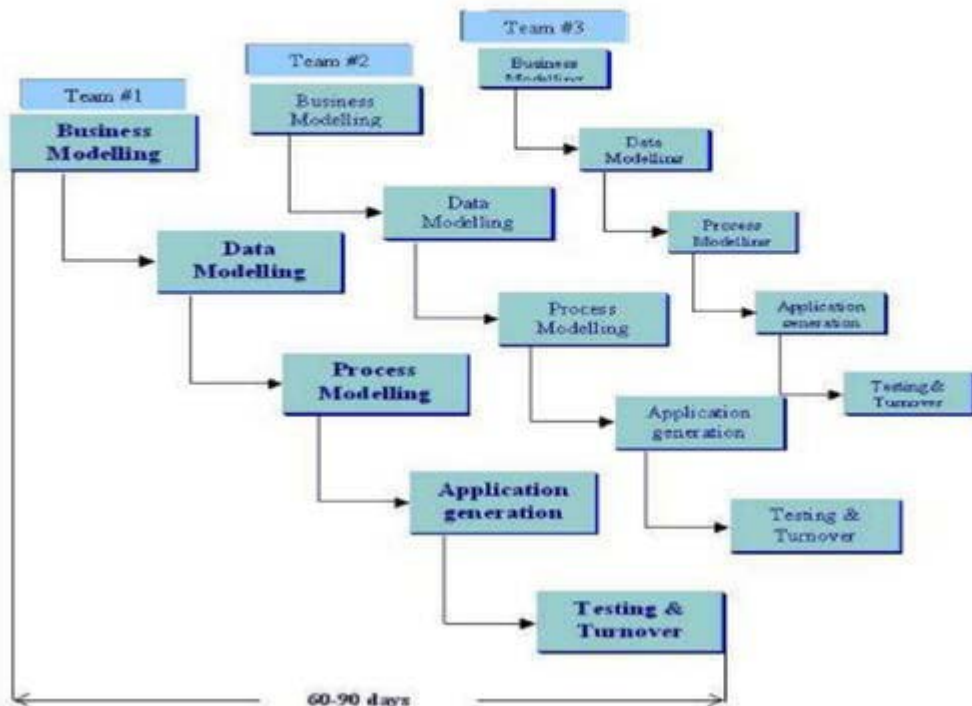 Team #1
Business
Modelling
Data
Modelling
Process
Modelling
Application
generation
Testing &
Turnover
Team #2
Business
Modelling
Data
Modelling
Process
Modelling
Application
generation
Testing &
Turnover
Team #3
Business
Modelling
Data
Modelling
Process
Modelling
Application
generation
Testing &
Turnover
60-90 days